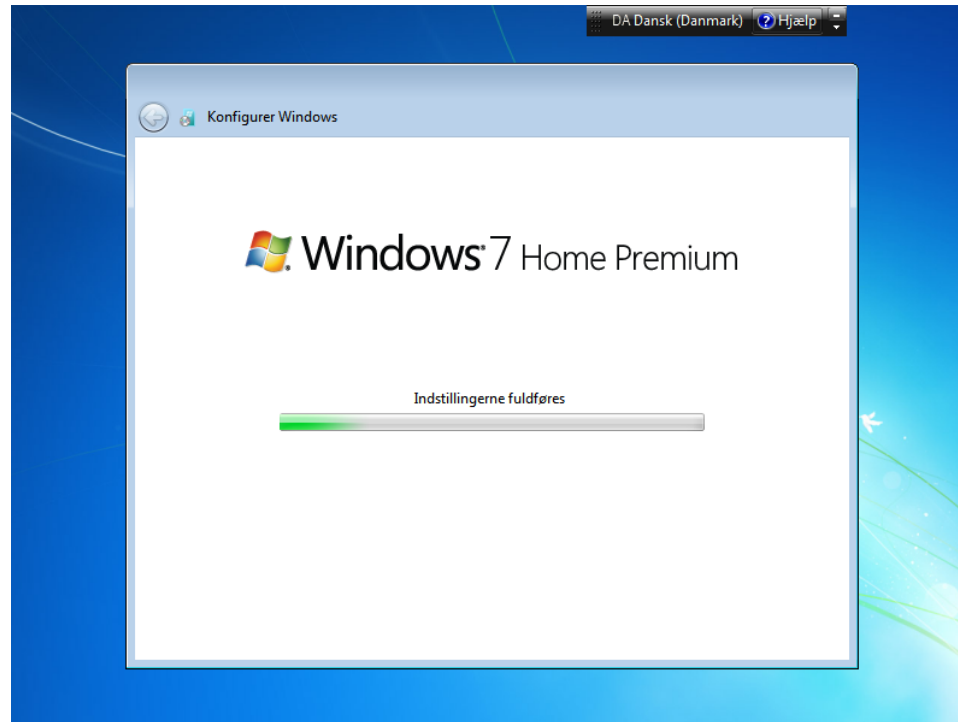 DA Dansk (Danmark) ? Hjælp
Konfigurer Windows
Windows 7 Home Premium
Indstillingerne fuldføres